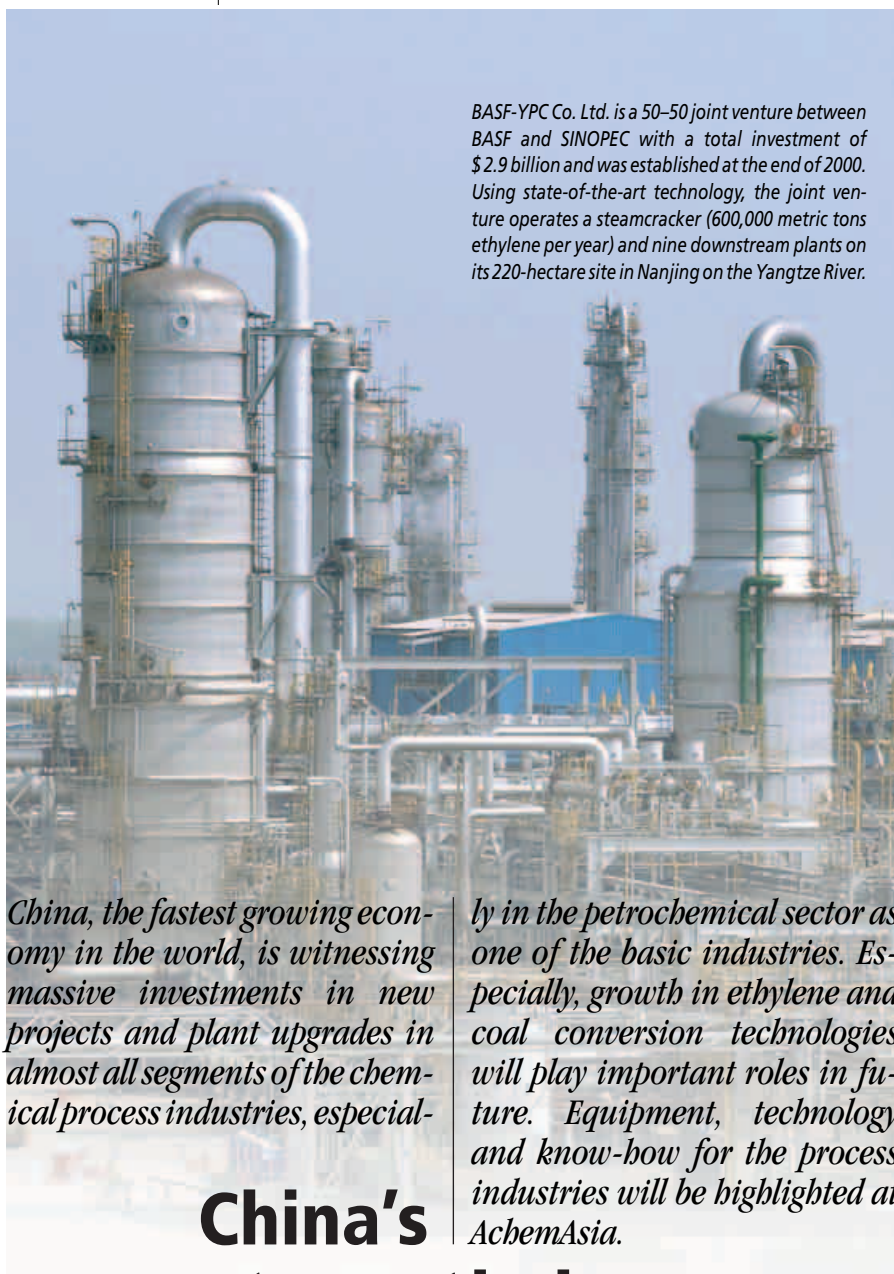 BASF-YPC Co. Ltd. is a 50–50 joint venture between
BASF and SINOPEC with a total investment of
$ 2.9 billion and was established at the end of 2000.
Using state-of-the-art technology, the joint ven-
ture operates a steamcracker (600,000 metric tons
ethylene per year) and nine downstream plants on
its 220-hectare site in Nanjing on the Yangtze River.
China, the fastest growing econ-
omy in the world, is witnessing
massive investments in new
projects and plant upgrades in
almost all segments of the chem-
ical process industries, especial-
ly in the petrochemical sector as
one of the basic industries. Es-
pecially, growth in ethylene and
coal conversion technologies
will play important roles in fu-
ture. Equipment, technology
and know-how for the process
industries will be highlighted at
AchemAsia.
China’s